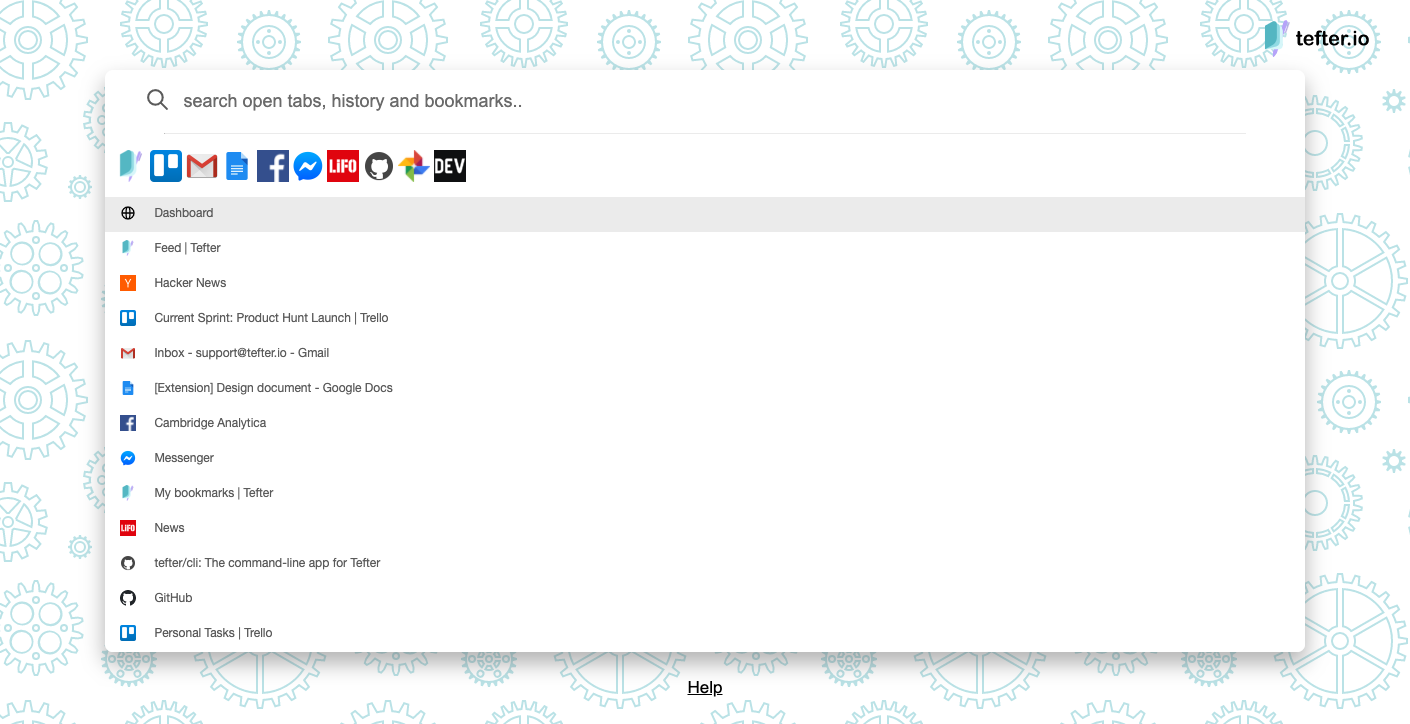 tefter.io
search open tabs, history and bookmarks..
LiFO DEV
Dashboard
Feed | Tefter
Y Hacker News
Current Sprint: Product Hunt Launch | Trello
Inbox - support@tefter.io - Gmail
[Extension] Design document - Google Docs
Cambridge Analytica
Messenger
My bookmarks | Tefter
LiFO News
tefter/cli: The command-line app for Tefter
GitHub
Personal Tasks | Trello
Help